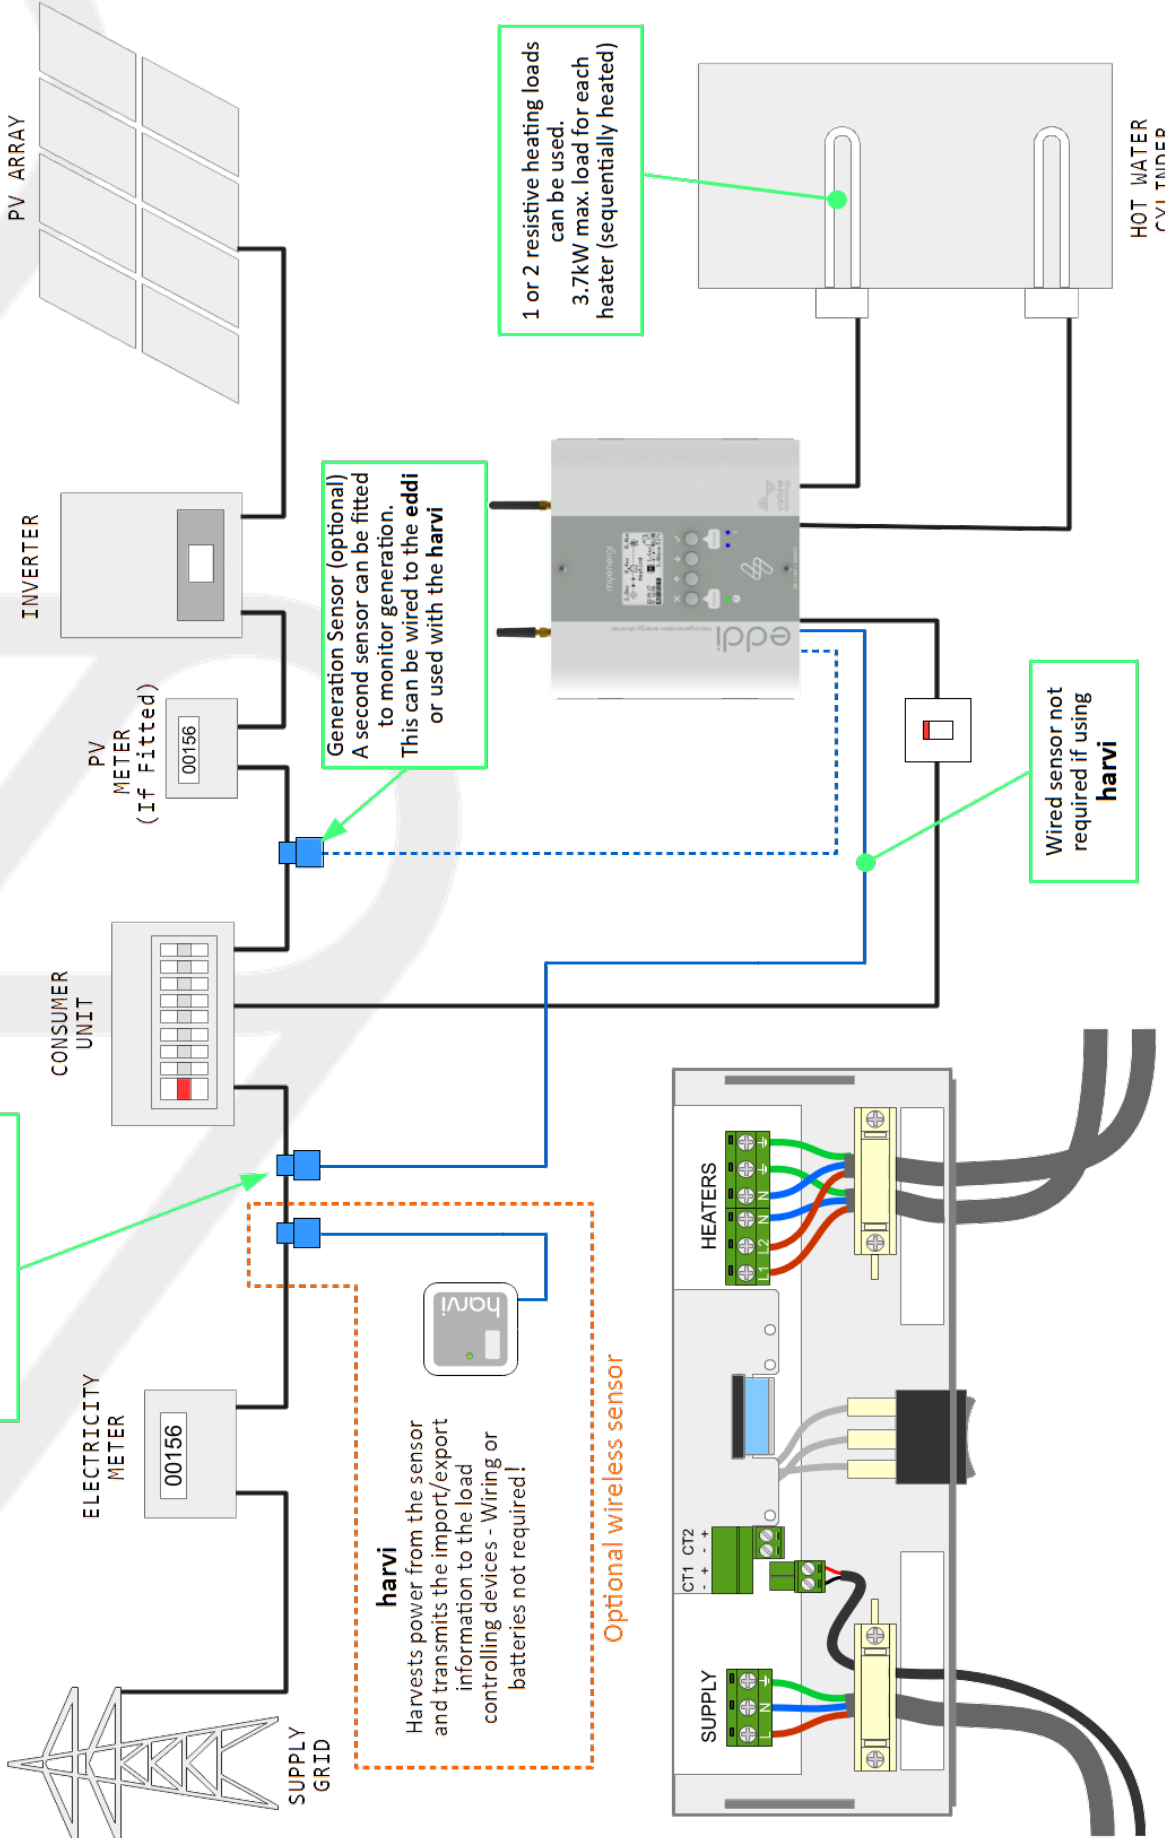 SUPPLY
GRID
ELECTRICITY
METER
00156
CONSUMER
UNIT
PV
METER
(If Fitted)
00156
INVERTER
PV ARRAY
Generation Sensor (optional)
A second sensor can be fitted
to monitor generation.
This can be wired to the eddi
or used with the harvi
1 or 2 resistive heating loads
can be used.
3.7kW max. load for each
heater (sequentially heated)
harvi
Harvests power from the sensor
and transmits the import/export
information to the load
controlling devices - Wiring or
batteries not required!
harvi
Optional wireless sensor
myenergi
eddi
microgeneration energy diverter
Wired sensor not
required if using
harvi
HOT WATER
CYLINDER
SUPPLY
L N
CT1 CT2
- + - +
HEATERS
L1 L2 N N